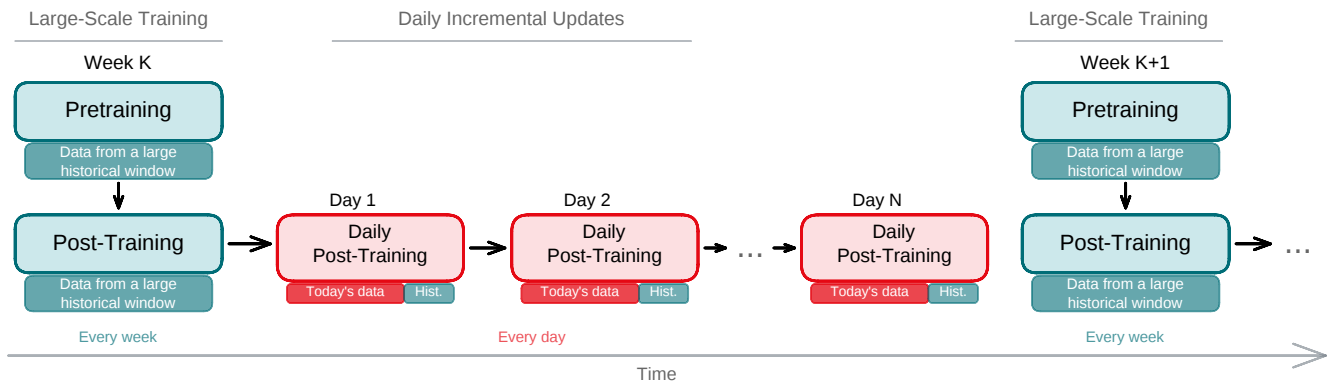 Large-Scale Training
Daily Incremental Updates
Large-Scale Training
Week K
Week K+1
Pretraining
Pretraining
Data from a large
historical window
Data from a large
historical window
Day 1
Day 2
Day N
Post-Training
Daily
Post-Training
Daily
Post-Training
...
Daily
Post-Training
Post-Training
...
Data from a large
historical window
Today's data
Hist.
Today's data
Hist.
Today's data
Hist.
Data from a large
historical window
Every week
Every day
Every week
Time